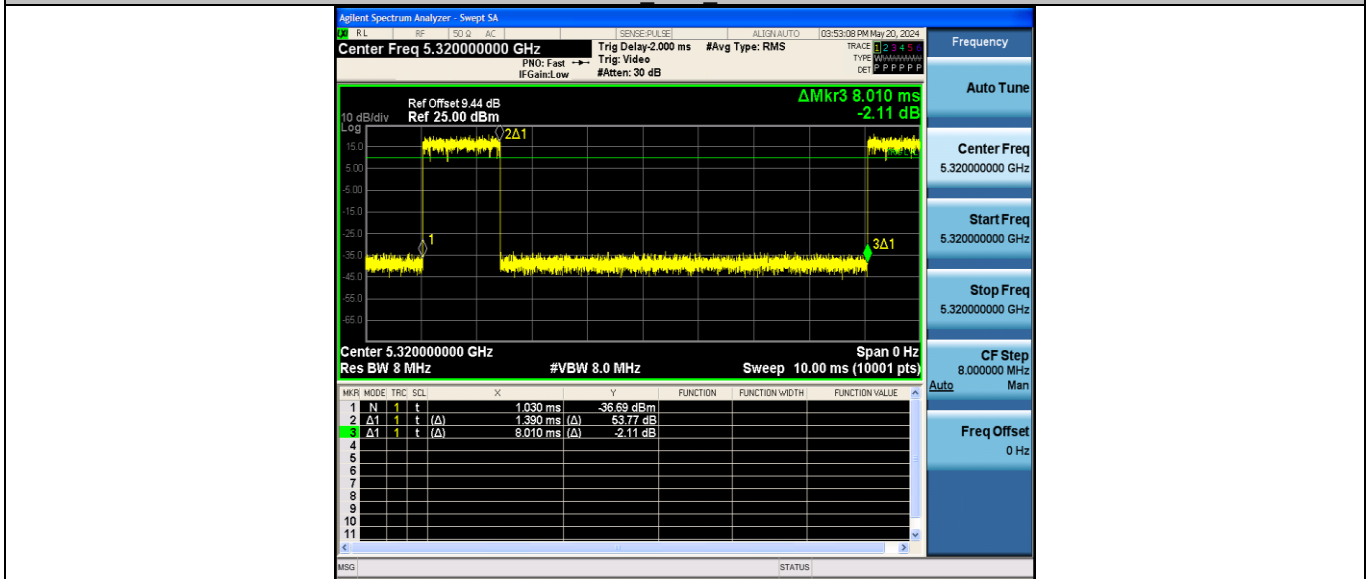 Agilent Spectrum Analyzer - Swept SA
RL RF 50 Ω AC SENSE:PULSE ALIGN AUTO 03:53:08 PM May 20, 2024
Center Freq 5.320000000 GHz
PNO: Fast
IFGain:Low
Trig Delay-2.000 ms
Trig: Video
#Atten: 30 dB
#Avg Type: RMS
TRACE 1 2 3 4 5 6
TYPE
DET P P P P P P
Frequency
Auto Tune
Center Freq
5.320000000 GHz
Start Freq
5.320000000 GHz
Stop Freq
5.320000000 GHz
CF Step
8.000000 MHz
Auto Man
Freq Offset
0 Hz
ΔMkr3 8.010 ms
-2.11 dB
Ref Offset 9.44 dB
10 dB/div Ref 25.00 dBm
Log
15.0
5.00
-5.00
-15.0
-25.0
-35.0
-45.0
-55.0
-65.0
2Δ1
1
3Δ1
Center 5.320000000 GHz Span 0 Hz
Res BW 8 MHz #VBW 8.0 MHz Sweep 10.00 ms (10001 pts)
MKR MODE TRC SCL X Y FUNCTION FUNCTION WIDTH FUNCTION VALUE
1 N 1 t 1.030 ms -36.69 dBm
2 Δ1 1 t (Δ) 1.390 ms (Δ) 53.77 dB
3 Δ1 1 t (Δ) 8.010 ms (Δ) -2.11 dB
4
5
6
7
8
9
10
11
MSG STATUS